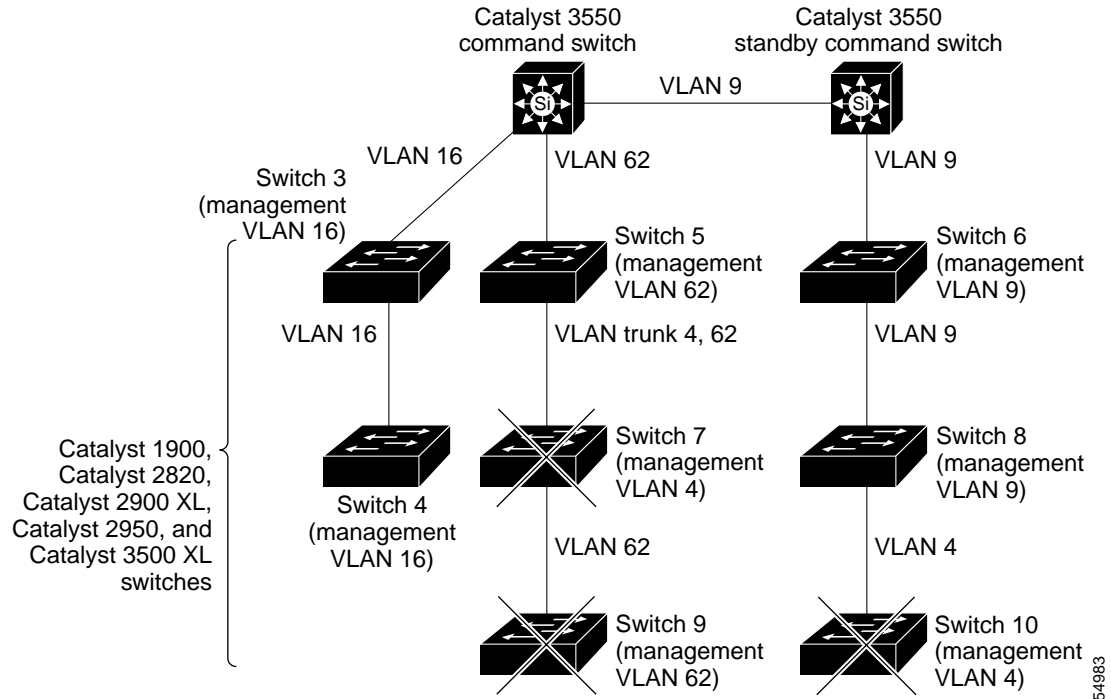 Catalyst 3550
command switch
Catalyst 3550
standby command switch
Si
VLAN 9
Si
VLAN 16
VLAN 62
VLAN 9
Switch 3
(management
VLAN 16)
Switch 5
(management
VLAN 62)
Switch 6
(management
VLAN 9)
VLAN 16
VLAN trunk 4, 62
VLAN 9
Catalyst 1900,
Catalyst 2820,
Catalyst 2900 XL,
Catalyst 2950, and
Catalyst 3500 XL
switches
Switch 4
(management
VLAN 16)
Switch 7
(management
VLAN 4)
Switch 8
(management
VLAN 9)
VLAN 62
VLAN 4
Switch 9
(management
VLAN 62)
Switch 10
(management
VLAN 4)
54983